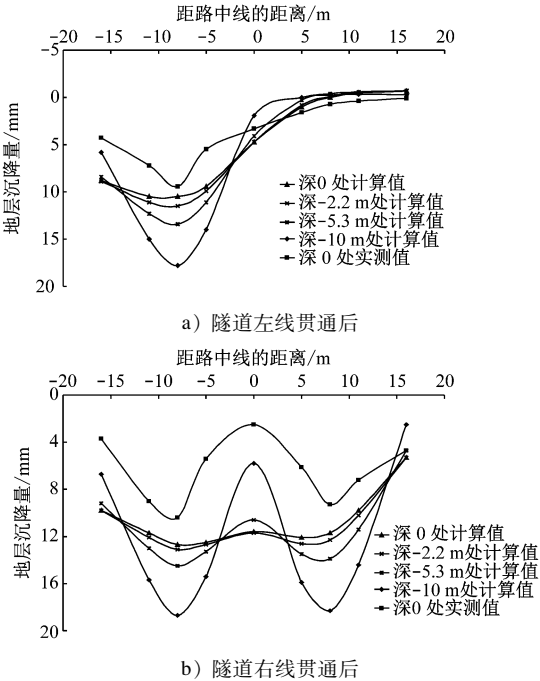 距路中线的距离/m
-20 -15 -10 -5 0 5 10 15 20
-5
0
5
10
15
20
地层沉降量/mm
深0 处计算值
深-2.2 m处计算值
深-5.3 m处计算值
深-10 m处计算值
深 0 处实测值
a）隧道左线贯通后
距路中线的距离/m
-20 -15 -10 -5 0 5 10 15 20
0
4
8
12
16
20
地层沉降量/mm
深 0 处计算值
深-2.2 m处计算值
深-5.3 m处计算值
深-10 m处计算值
深0 处实测值
b）隧道右线贯通后